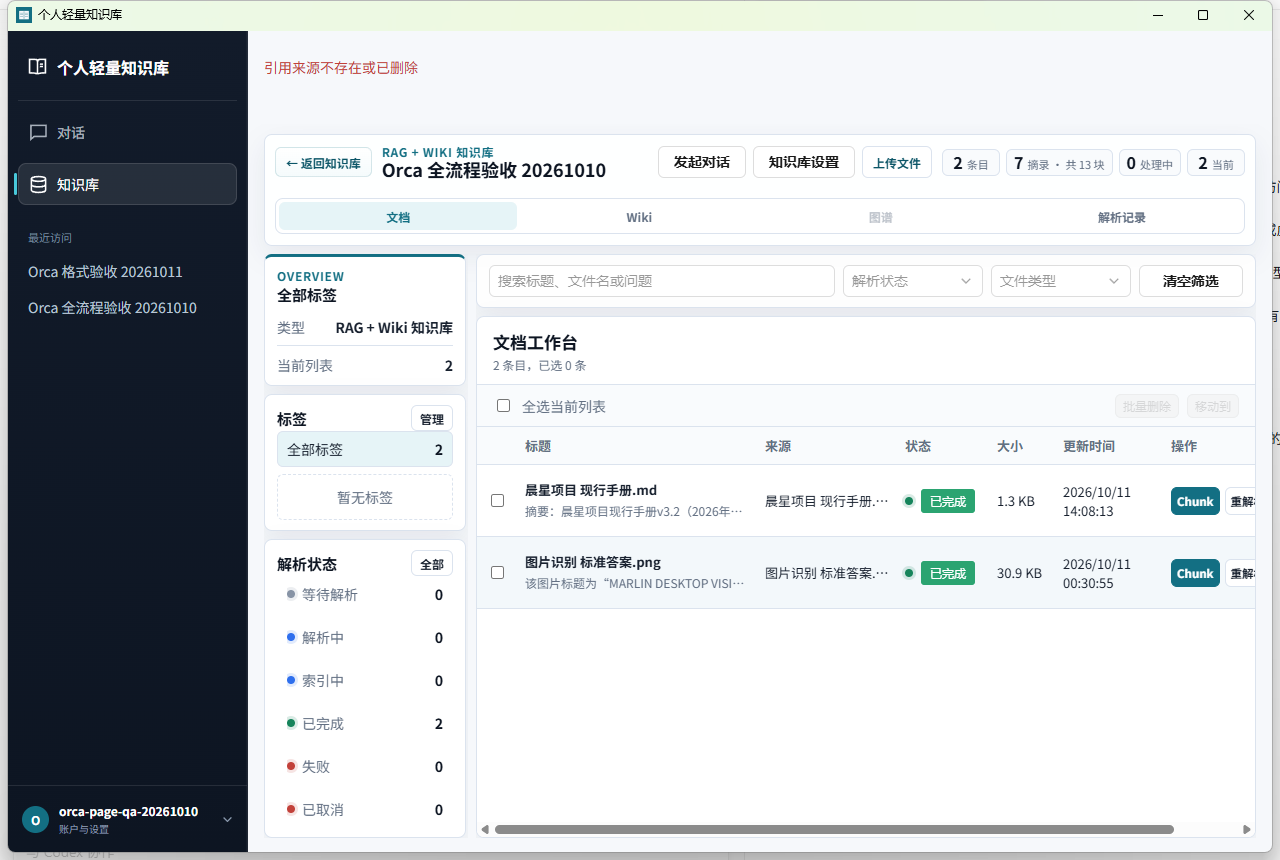 个人轻量知识库
个人轻量知识库
对话
知识库
最近访问
Orca 格式验收 20261011
Orca 全流程验收 20261010
orca-page-qa-20261010
O
账户与设置
引用来源不存在或已删除
← 返回知识库
RAG + WIKI 知识库
Orca 全流程验收 20261010
发起对话
知识库设置
上传文件
2 条目
7 摘录 · 共 13 块
0 处理中
2 当前
文档
Wiki
图谱
解析记录
OVERVIEW
全部标签
类型 RAG + Wiki 知识库
当前列表 2
标签 管理
全部标签 2
暂无标签
解析状态 全部
等待解析 0
解析中 0
索引中 0
已完成 2
失败 0
已取消 0
搜索标题、文件名或问题
解析状态
文件类型
清空筛选
文档工作台
2 条目，已选 0 条
全选当前列表
批量删除
移动到
标题 来源 状态 大小 更新时间 操作
晨星项目 现行手册.md
摘要：晨星项目现行手册v3.2（2026年…
晨星项目 现行手册.…
已完成
1.3 KB
2026/10/11
14:08:13
Chunk
重解
图片识别 标准答案.png
该图片标题为“MARLIN DESKTOP VISI…
图片识别 标准答案.…
已完成
30.9 KB
2026/10/11
00:30:55
Chunk
重解